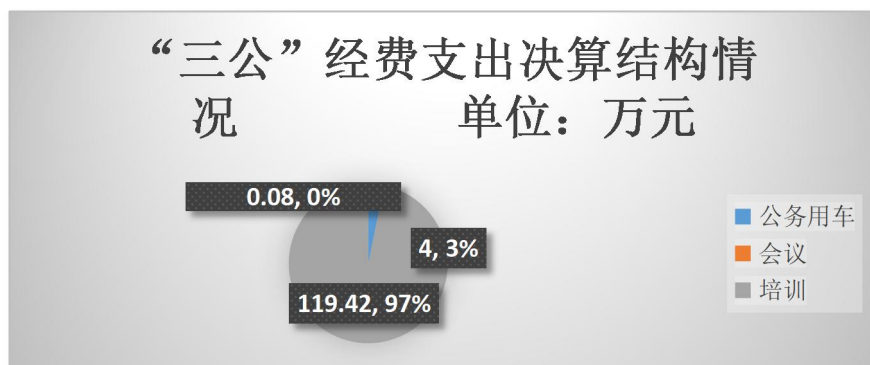 “三公”经费支出决算结构情
况 单位：万元
0.08, 0%
4, 3%
119.42, 97%
公务用车
会议
培训